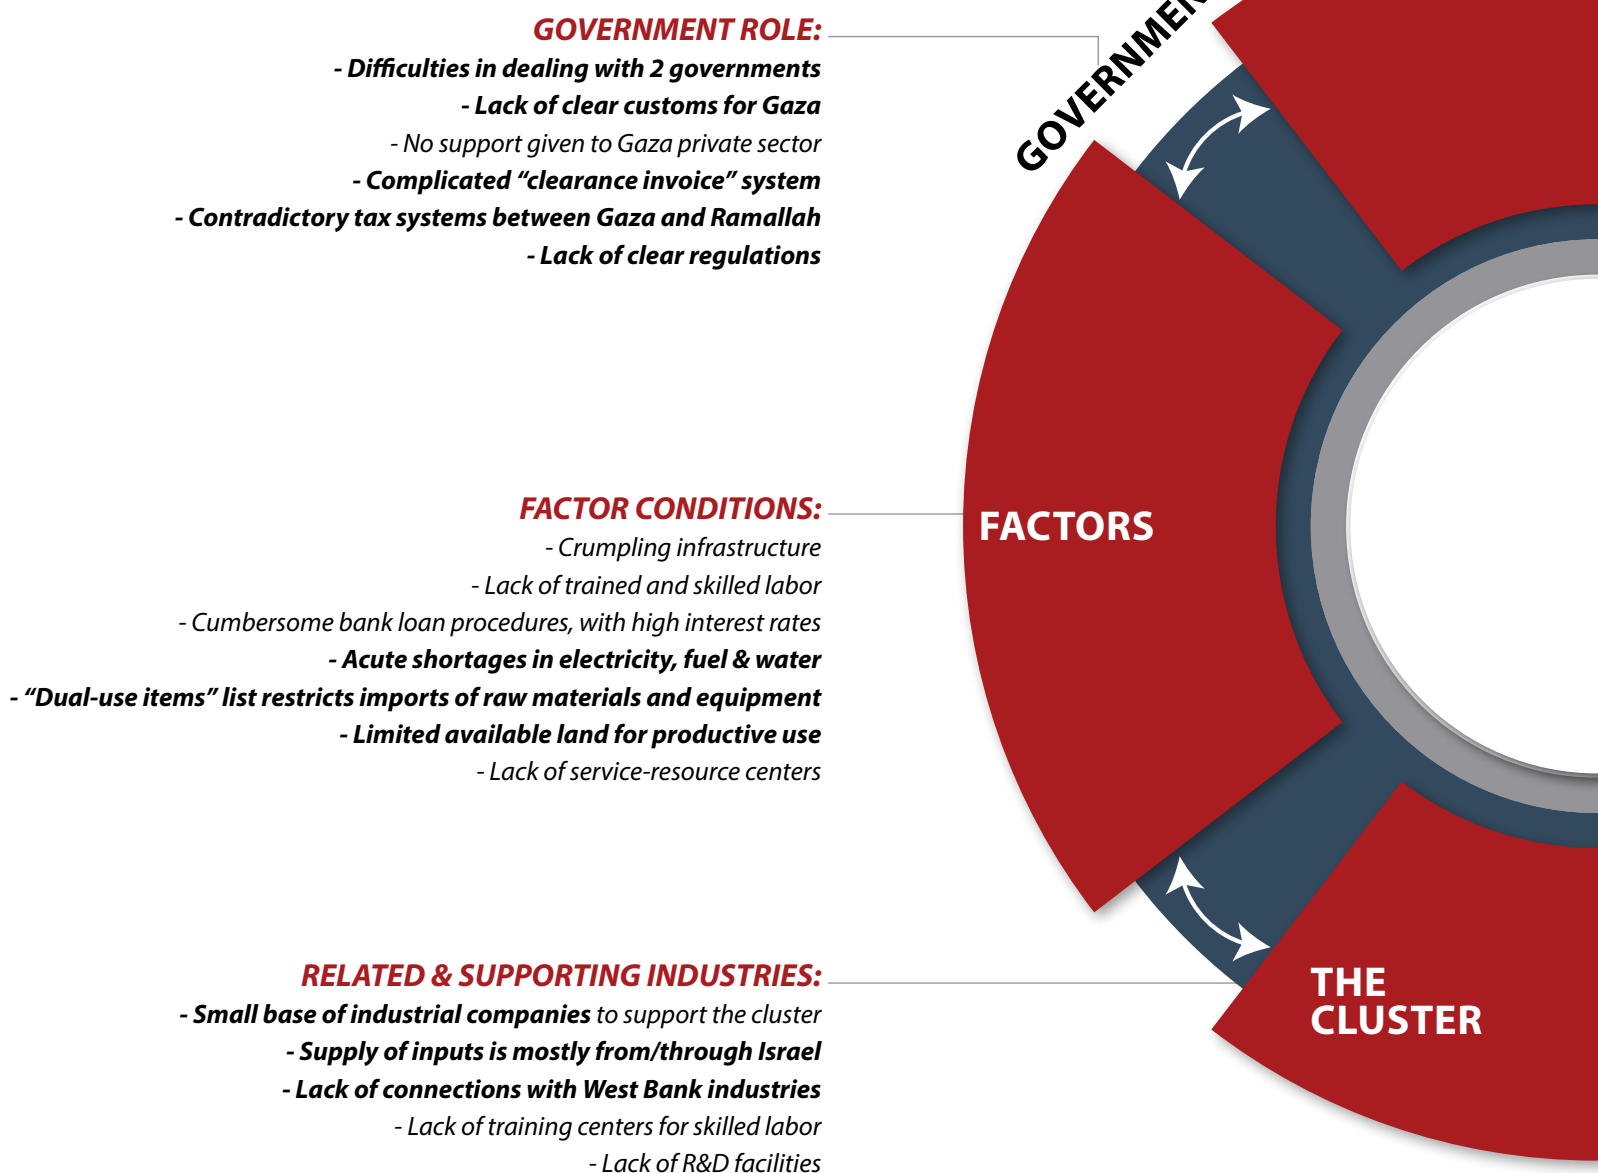 GOVERNMENT ROLE:
- Difficulties in dealing with 2 governments
- Lack of clear customs for Gaza
- No support given to Gaza private sector
- Complicated “clearance invoice” system
- Contradictory tax systems between Gaza and Ramallah
- Lack of clear regulations
GOVERNMEN
FACTOR CONDITIONS:
- Crumpling infrastructure
- Lack of trained and skilled labor
- Cumbersome bank loan procedures, with high interest rates
- Acute shortages in electricity, fuel & water
- “Dual-use items” list restricts imports of raw materials and equipment
- Limited available land for productive use
- Lack of service-resource centers
FACTORS
RELATED & SUPPORTING INDUSTRIES:
- Small base of industrial companies to support the cluster
- Supply of inputs is mostly from/through Israel
- Lack of connections with West Bank industries
- Lack of training centers for skilled labor
- Lack of R&D facilities
THE
CLUSTER